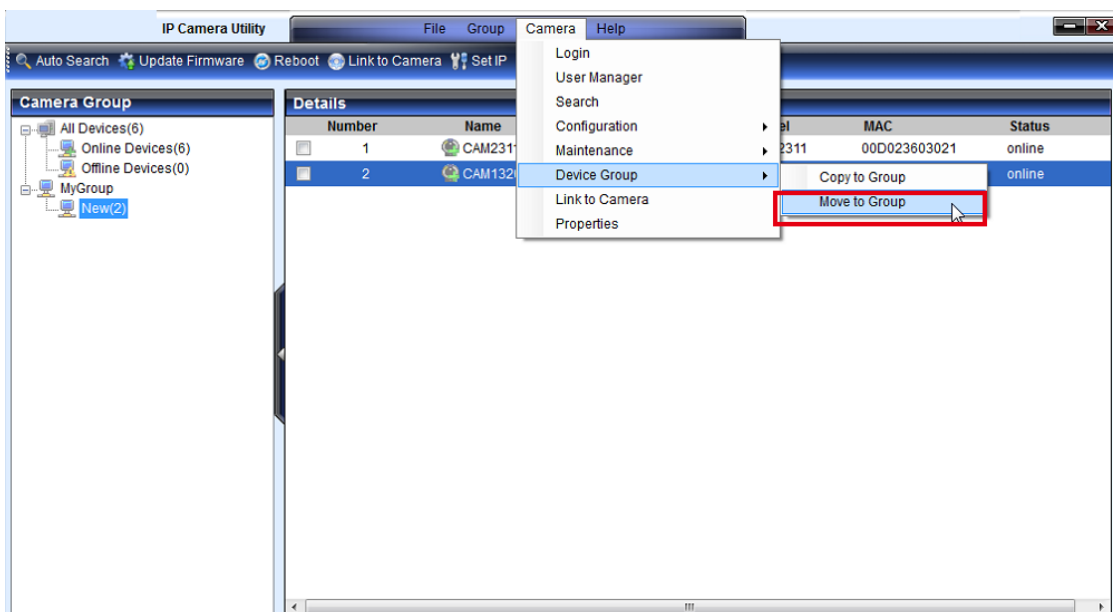 IP Camera Utility File Group Camera Help
Auto Search Update Firmware Reboot Link to Camera Set IP
Login
User Manager
Search
Configuration
Maintenance
Device Group
Link to Camera
Properties
Copy to Group
Move to Group
Camera Group
All Devices(6)
Online Devices(6)
Offline Devices(0)
MyGroup
New(2)
Details
Number Name MAC Status
1 CAM231 2311 00D023603021 online
2 CAM132 online